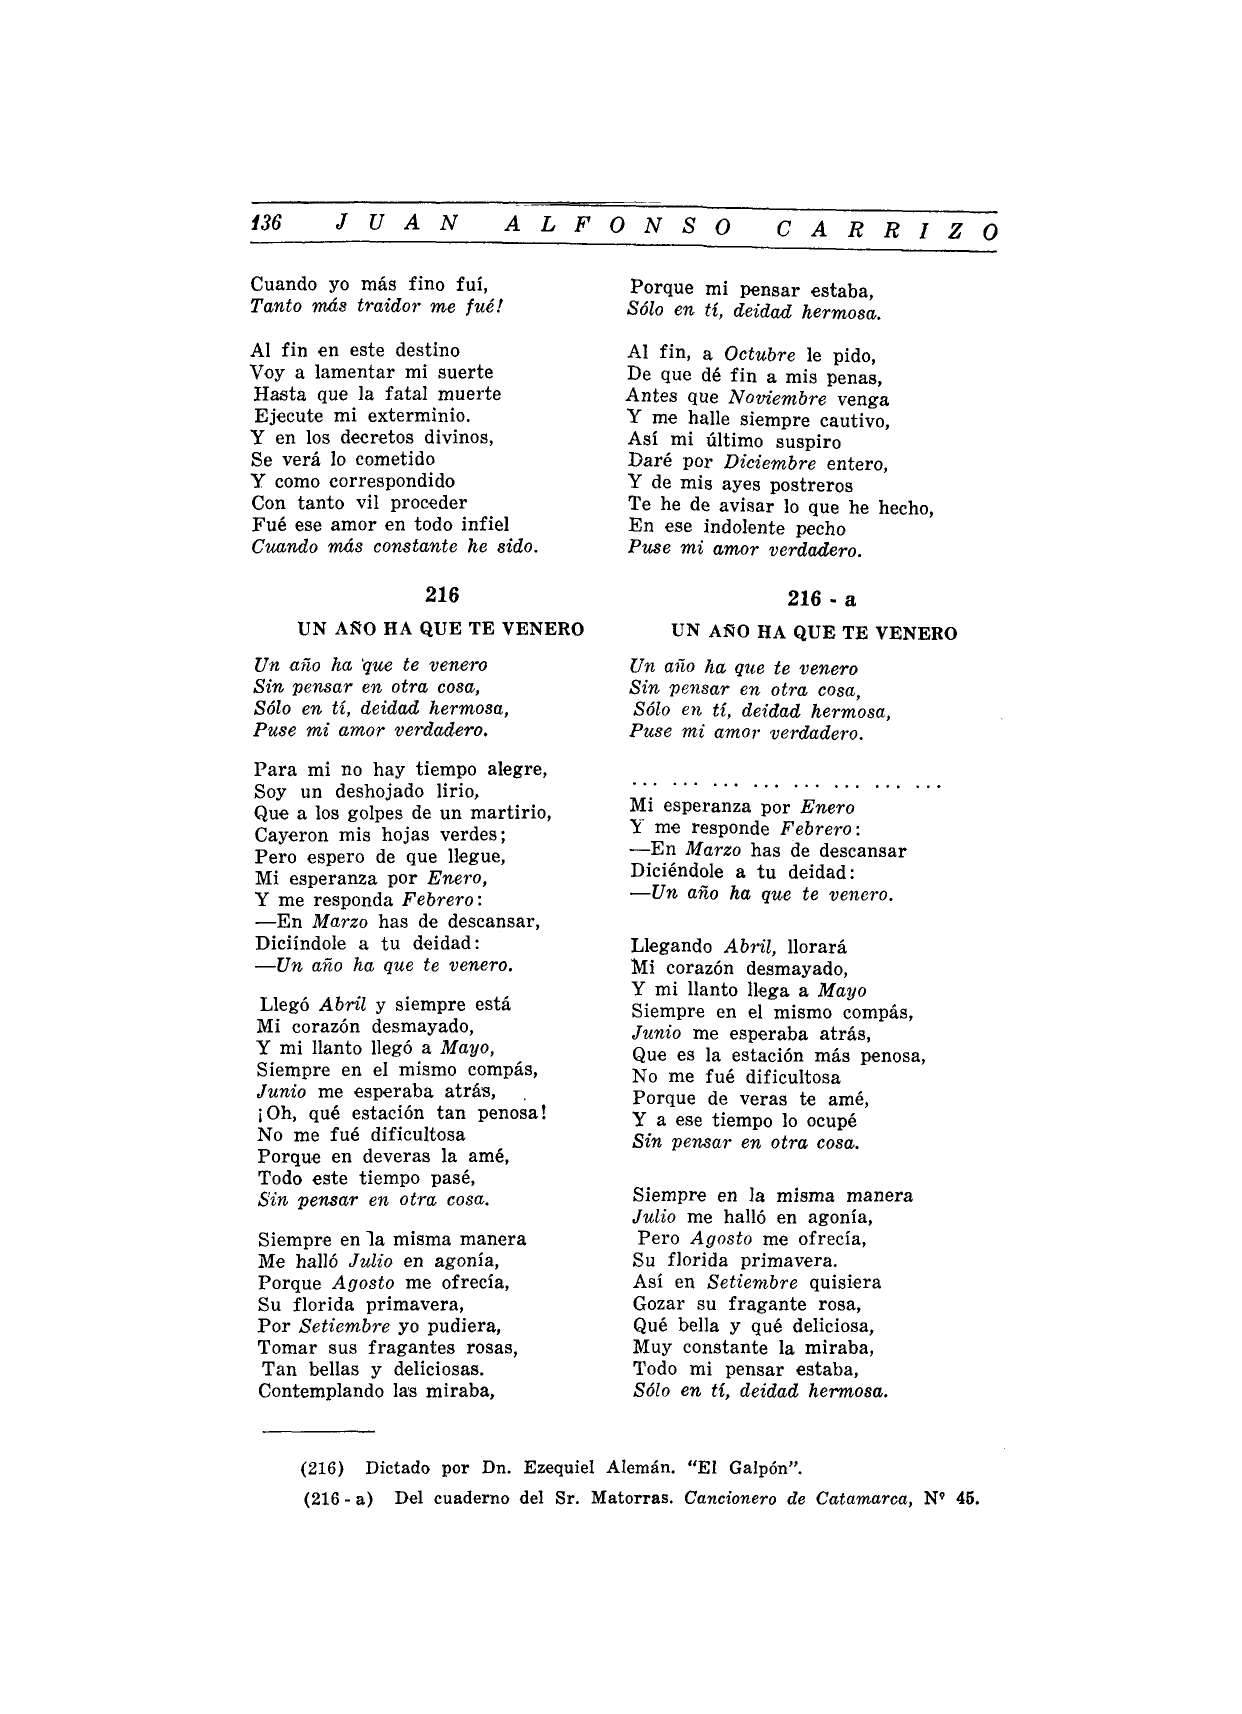 136 JUAN ALFONSO CARRIZO
Cuando yo más fino fuí,
Tanto más traidor me fué!
Al fin en este destino
Voy a lamentar mi suerte
Hasta que la fatal muerte
Ejecute mi exterminio.
Y en los decretos divinos,
Se verá lo cometido
Y como correspondido
Con tanto vil proceder
Fué ese amor en todo infiel
Cuando más constante he sido.
216
UN AÑO HA QUE TE VENERO
Un año ha que te venero
Sin pensar en otra cosa,
Sólo en tí, deidad hermosa,
Puse mi amor verdadero.
Para mi no hay tiempo alegre,
Soy un deshojado lirio,
Que a los golpes de un martirio,
Cayeron mis hojas verdes;
Pero espero de que llegue,
Mi esperanza por Enero,
Y me responda Febrero:
—En Marzo has de descansar,
Diciíndole a tu deidad:
—Un año ha que te venero.
Llegó Abril y siempre está
Mi corazón desmayado,
Y mi llanto llegó a Mayo,
Siempre en el mismo compás,
Junio me esperaba atrás,
¡Oh, qué estación tan penosa!
No me fué dificultosa
Porque en deveras la amé,
Todo este tiempo pasé,
Sin pensar en otra cosa.
Siempre en la misma manera
Me halló Julio en agonía,
Porque Agosto me ofrecía,
Su florida primavera,
Por Setiembre yo pudiera,
Tomar sus fragantes rosas,
Tan bellas y deliciosas.
Contemplando las miraba,
Porque mi pensar estaba,
Sólo en tí, deidad hermosa.
Al fin, a Octubre le pido,
De que dé fin a mis penas,
Antes que Noviembre venga
Y me halle siempre cautivo,
Así mi último suspiro
Daré por Diciembre entero,
Y de mis ayes postreros
Te he de avisar lo que he hecho,
En ese indolente pecho
Puse mi amor verdadero.
216 - a
UN AÑO HA QUE TE VENERO
Un año ha que te venero
Sin pensar en otra cosa,
Sólo en tí, deidad hermosa,
Puse mi amor verdadero.
... ... ... ... ... ... ... ...
Mi esperanza por Enero
Y me responde Febrero:
—En Marzo has de descansar
Diciéndole a tu deidad:
—Un año ha que te venero.
Llegando Abril, llorará
Mi corazón desmayado,
Y mi llanto llega a Mayo
Siempre en el mismo compás,
Junio me esperaba atrás,
Que es la estación más penosa,
No me fué dificultosa
Porque de veras te amé,
Y a ese tiempo lo ocupé
Sin pensar en otra cosa.
Siempre en la misma manera
Julio me halló en agonía,
Pero Agosto me ofrecía,
Su florida primavera.
Así en Setiembre quisiera
Gozar su fragante rosa,
Qué bella y qué deliciosa,
Muy constante la miraba,
Todo mi pensar estaba,
Sólo en tí, deidad hermosa.
(216) Dictado por Dn. Ezequiel Alemán. “El Galpón”.
(216 - a) Del cuaderno del Sr. Matorras. Cancionero de Catamarca, Nº 45.